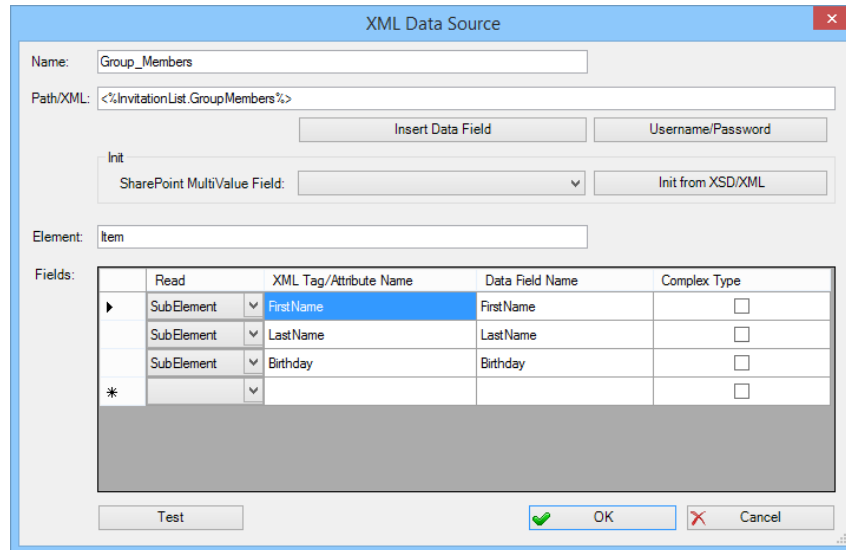 XML Data Source
Name: Group_Members
Path/XML: <%InvitationList.GroupMembers%>
Insert Data Field Username/Password
Init
SharePoint MultiValue Field: Init from XSD/XML
Element: Item
Fields: Read XML Tag/Attribute Name Data Field Name Complex Type
SubElement FirstName FirstName
SubElement LastName LastName
SubElement Birthday Birthday
Test OK Cancel